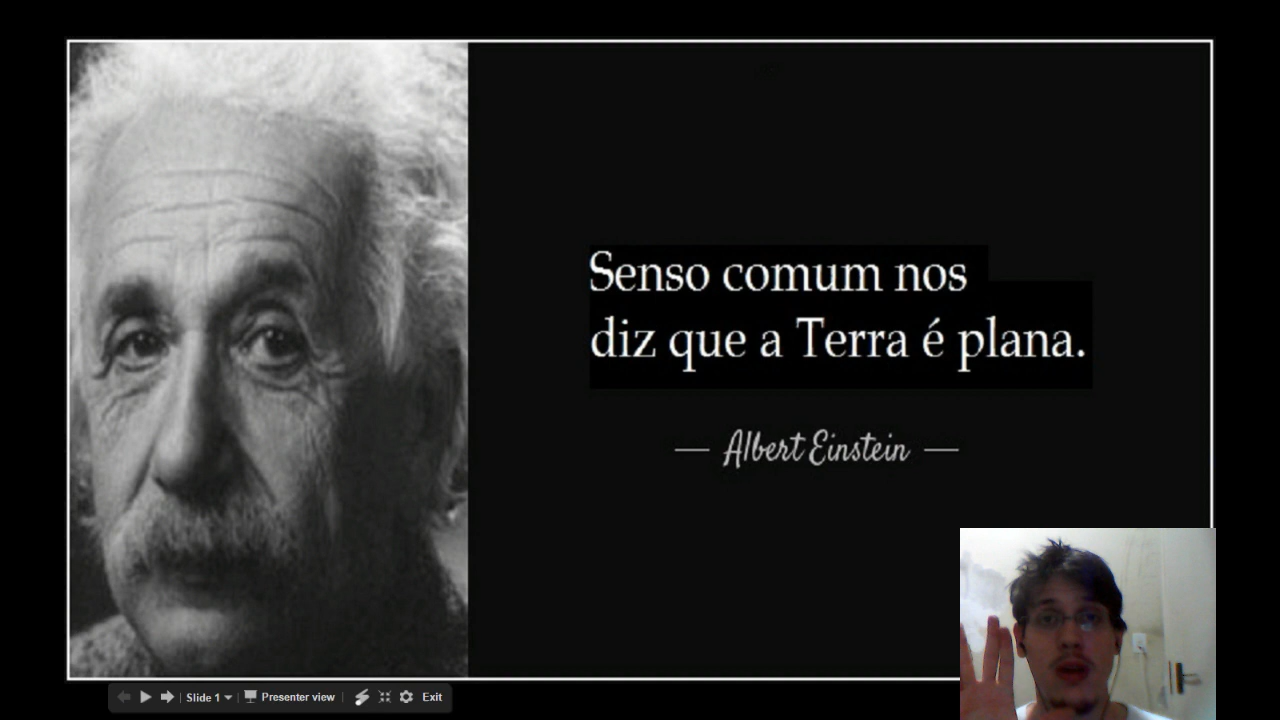 Senso comum nos
diz que a Terra é plana.
— Albert Einstein —
Slide 1 Presenter view Exit